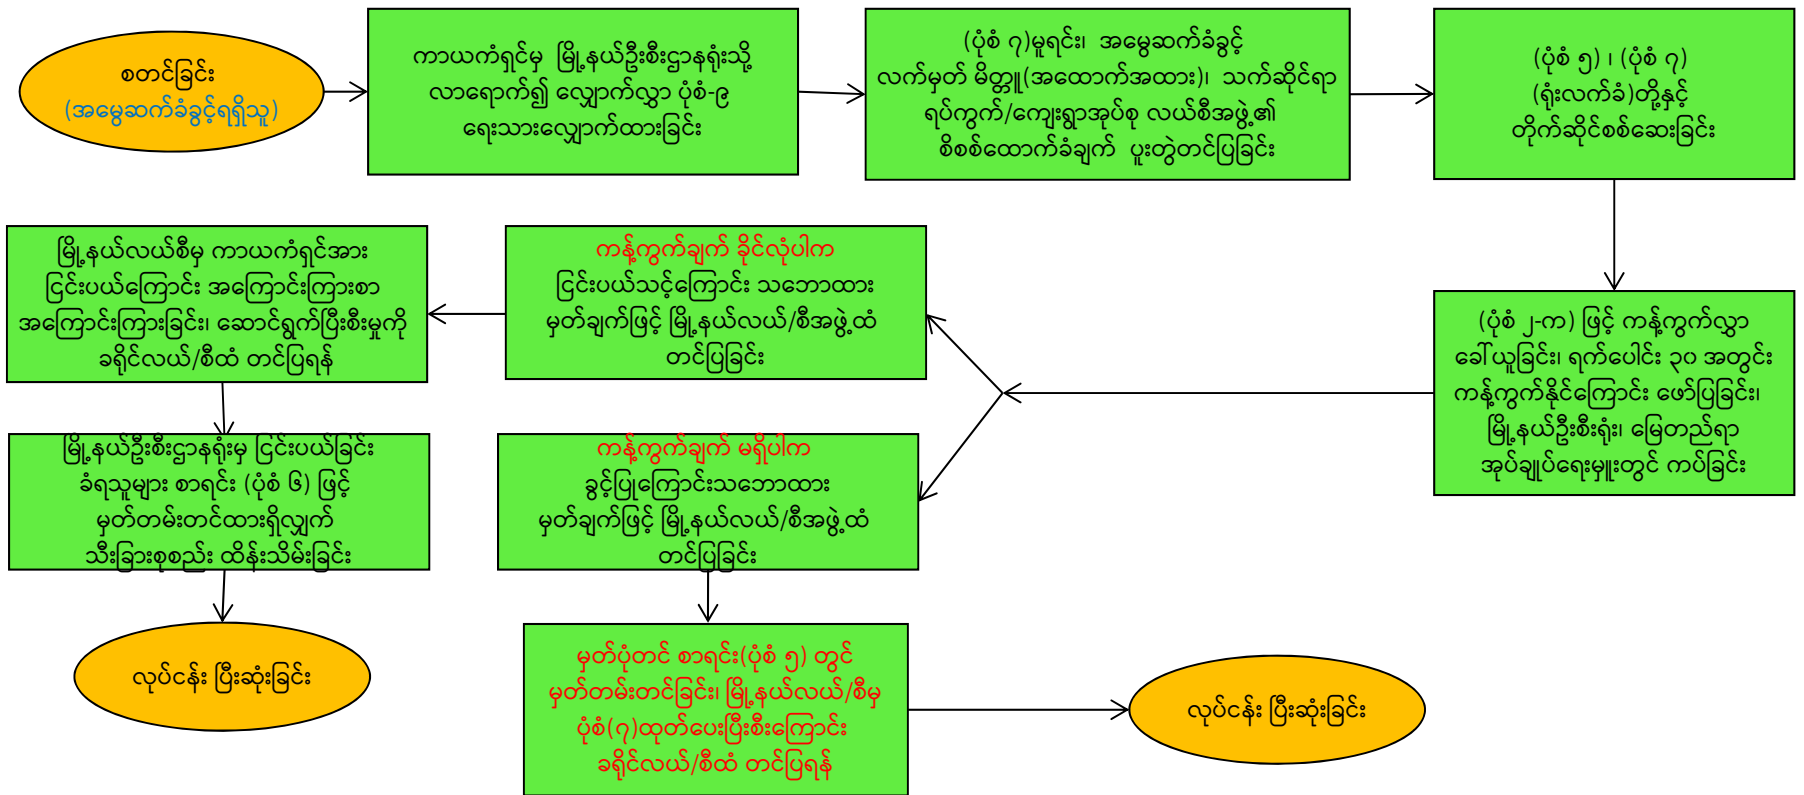 စတင်ခြင်း
(အမွေဆက်ခံခွင့်ရရှိသူ)
ကာယကံရှင်မှ မြို့နယ်ဦးစီးဌာနရုံးသို့
လာရောက်၍ လျှောက်လွှာ ပုံစံ-၉
ရေးသားလျှောက်ထားခြင်း
(ပုံစံ ၇)မူရင်း၊ အမွေဆက်ခံခွင့်
လက်မှတ် မိတ္တူ(အထောက်အထား)၊ သက်ဆိုင်ရာ
ရပ်ကွက်/ကျေးရွာအုပ်စု လယ်စီအဖွဲ့၏
စိစစ်ထောက်ခံချက် ပူးတွဲတင်ပြခြင်း
(ပုံစံ ၅) ၊ (ပုံစံ ၇)
(ရုံးလက်ခံ)တို့နှင့်
တိုက်ဆိုင်စစ်ဆေးခြင်း
(ပုံစံ ၂-က) ဖြင့် ကန့်ကွက်လွှာ
ခေါ်ယူခြင်း၊ ရက်ပေါင်း ၃၀ အတွင်း
ကန့်ကွက်နိုင်ကြောင်း ဖော်ပြခြင်း၊
မြို့နယ်ဦးစီးရုံး၊ မြေတည်ရာ
အုပ်ချုပ်ရေးမှူးတွင် ကပ်ခြင်း
ကန့်ကွက်ချက် ခိုင်လုံပါက
ငြင်းပယ်သင့်ကြောင်း သဘောထား
မှတ်ချက်ဖြင့် မြို့နယ်လယ်/စီအဖွဲ့ထံ
တင်ပြခြင်း
မြို့နယ်လယ်စီမှ ကာယကံရှင်အား
ငြင်းပယ်ကြောင်း အကြောင်းကြားစာ
အကြောင်းကြားခြင်း၊ ဆောင်ရွက်ပြီးစီးမှုကို
ခရိုင်လယ်/စီထံ တင်ပြရန်
မြို့နယ်ဦးစီးဌာနရုံးမှ ငြင်းပယ်ခြင်း
ခံရသူများ စာရင်း (ပုံစံ ၆) ဖြင့်
မှတ်တမ်းတင်ထားရှိလျှက်
သီးခြားစုစည်း ထိန်းသိမ်းခြင်း
လုပ်ငန်း ပြီးဆုံးခြင်း
ကန့်ကွက်ချက် မရှိပါက
ခွင့်ပြုကြောင်းသဘောထား
မှတ်ချက်ဖြင့် မြို့နယ်လယ်/စီအဖွဲ့ထံ
တင်ပြခြင်း
မှတ်ပုံတင် စာရင်း(ပုံစံ ၅) တွင်
မှတ်တမ်းတင်ခြင်း၊ မြို့နယ်လယ်/စီမှ
ပုံစံ(၇)ထုတ်ပေးပြီးစီးကြောင်း
ခရိုင်လယ်/စီထံ တင်ပြရန်
လုပ်ငန်း ပြီးဆုံးခြင်း